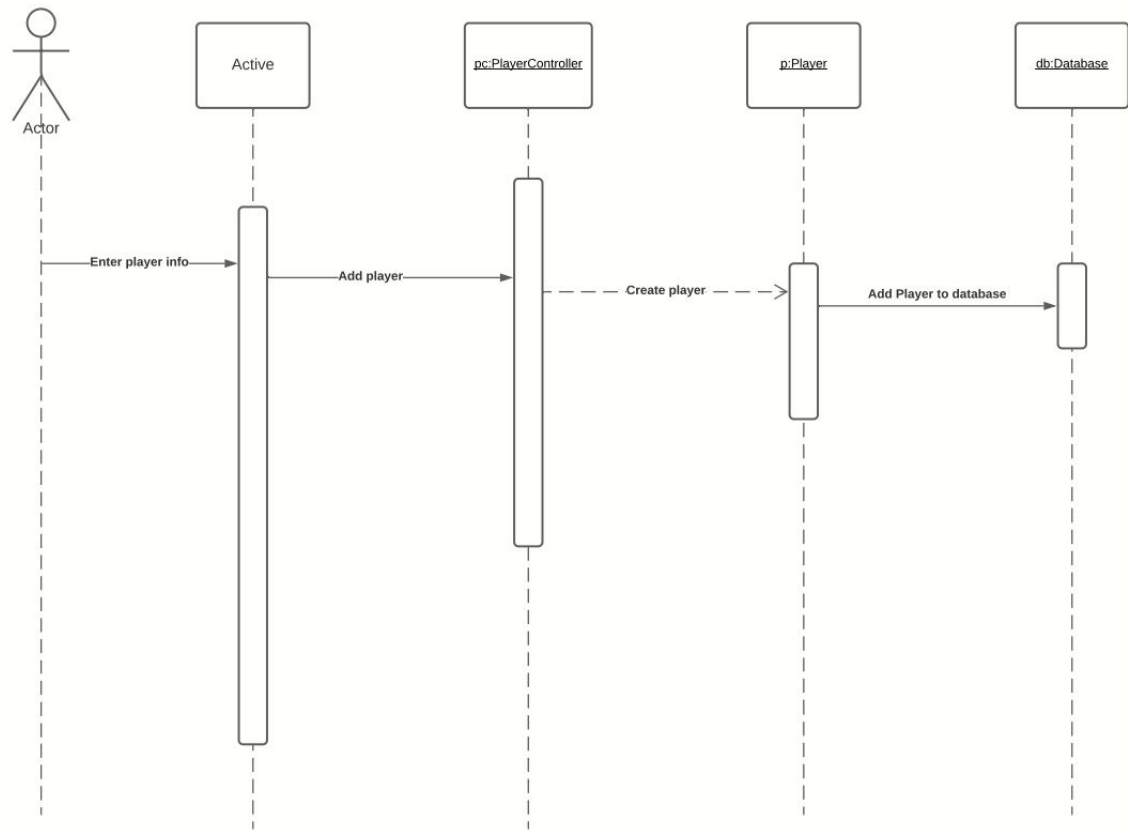 Actor
Active
pc:PlayerController
p:Player
db:Database
Enter player info
Add player
Create player
Add Player to database